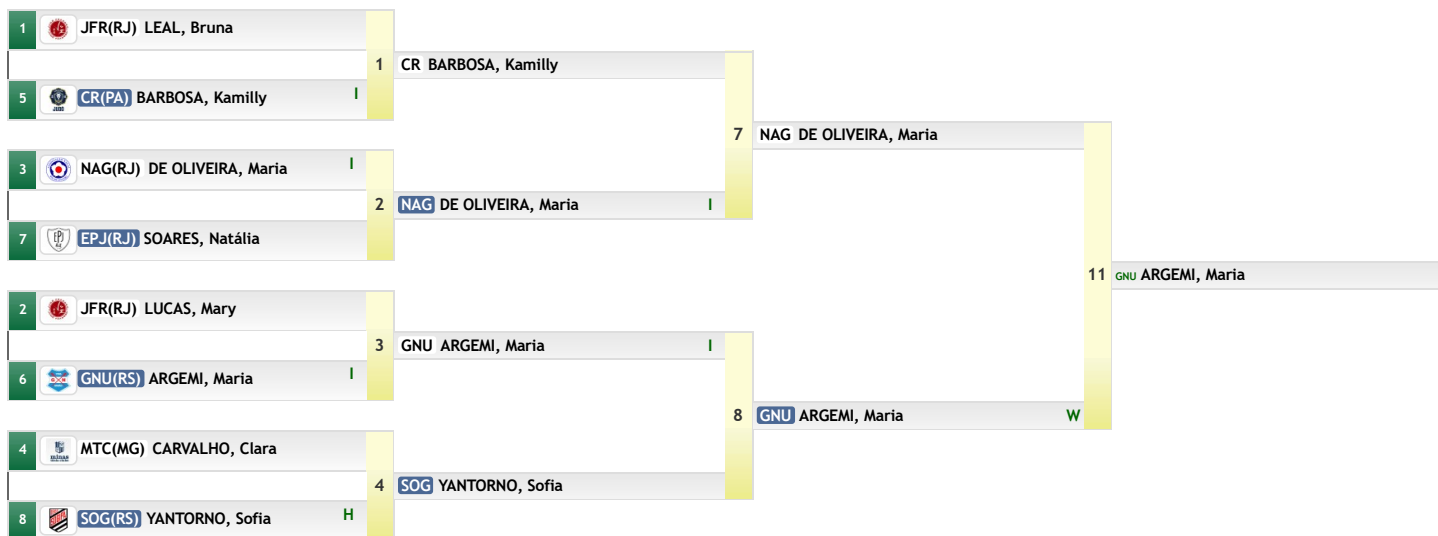 1 JFR(RJ) LEAL, Bruna
1 CR BARBOSA, Kamilly
5 CR(PA) BARBOSA, Kamilly I
7 NAG DE OLIVEIRA, Maria
3 NAG(RJ) DE OLIVEIRA, Maria I
2 NAG DE OLIVEIRA, Maria I
7 EPJ(RJ) SOARES, Natália
11 GNU ARGEMI, Maria
2 JFR(RJ) LUCAS, Mary
3 GNU ARGEMI, Maria I
6 GNU(RS) ARGEMI, Maria I
8 GNU ARGEMI, Maria W
4 MTC(MG) CARVALHO, Clara
4 SOG YANTORNO, Sofia
8 SOG(RS) YANTORNO, Sofia H